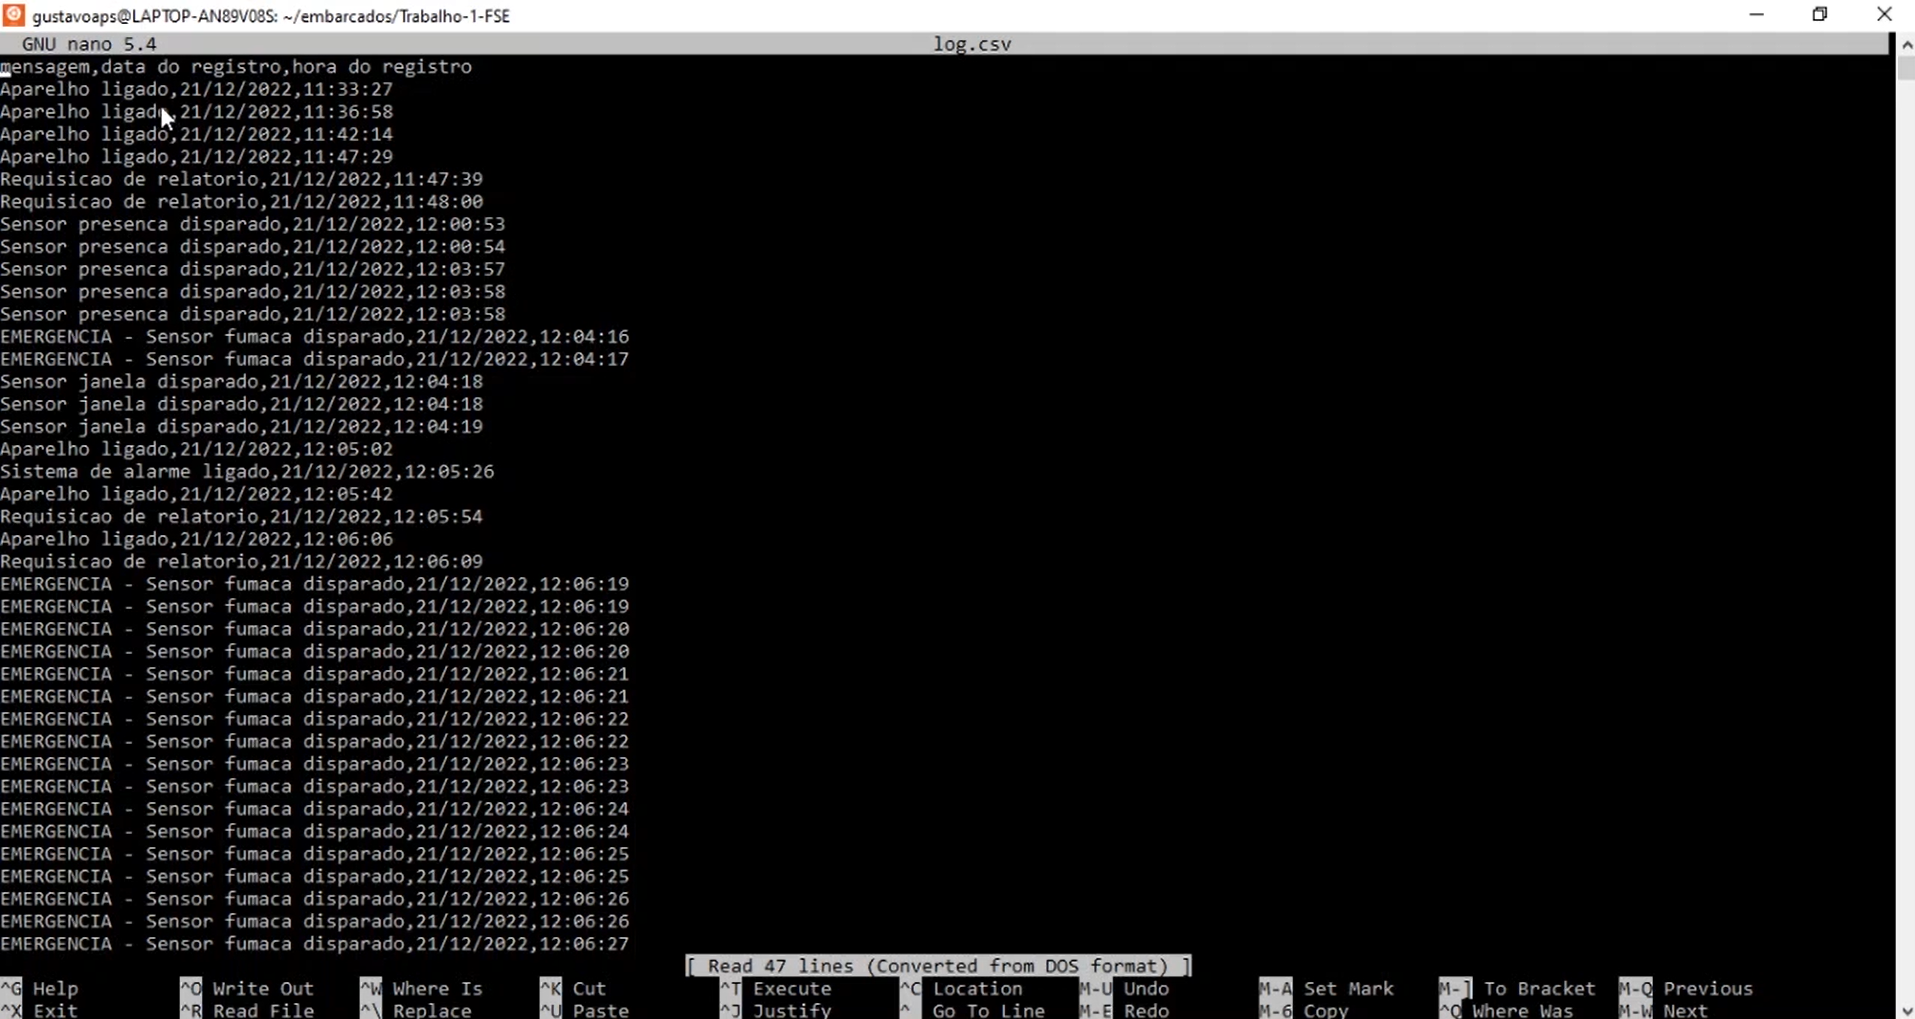 gustavoaps@LAPTOP-AN89V08S: ~/embarcados/Trabalho-1-FSE
GNU nano 5.4 log.csv
mensagem,data do registro,hora do registro
Aparelho ligado,21/12/2022,11:33:27
Aparelho ligado,21/12/2022,11:36:58
Aparelho ligado,21/12/2022,11:42:14
Aparelho ligado,21/12/2022,11:47:29
Requisicao de relatorio,21/12/2022,11:47:39
Requisicao de relatorio,21/12/2022,11:48:00
Sensor presenca disparado,21/12/2022,12:00:53
Sensor presenca disparado,21/12/2022,12:00:54
Sensor presenca disparado,21/12/2022,12:03:57
Sensor presenca disparado,21/12/2022,12:03:58
Sensor presenca disparado,21/12/2022,12:03:58
EMERGENCIA - Sensor fumaca disparado,21/12/2022,12:04:16
EMERGENCIA - Sensor fumaca disparado,21/12/2022,12:04:17
Sensor janela disparado,21/12/2022,12:04:18
Sensor janela disparado,21/12/2022,12:04:18
Sensor janela disparado,21/12/2022,12:04:19
Aparelho ligado,21/12/2022,12:05:02
Sistema de alarme ligado,21/12/2022,12:05:26
Aparelho ligado,21/12/2022,12:05:42
Requisicao de relatorio,21/12/2022,12:05:54
Aparelho ligado,21/12/2022,12:06:06
Requisicao de relatorio,21/12/2022,12:06:09
EMERGENCIA - Sensor fumaca disparado,21/12/2022,12:06:19
EMERGENCIA - Sensor fumaca disparado,21/12/2022,12:06:19
EMERGENCIA - Sensor fumaca disparado,21/12/2022,12:06:20
EMERGENCIA - Sensor fumaca disparado,21/12/2022,12:06:20
EMERGENCIA - Sensor fumaca disparado,21/12/2022,12:06:21
EMERGENCIA - Sensor fumaca disparado,21/12/2022,12:06:21
EMERGENCIA - Sensor fumaca disparado,21/12/2022,12:06:22
EMERGENCIA - Sensor fumaca disparado,21/12/2022,12:06:22
EMERGENCIA - Sensor fumaca disparado,21/12/2022,12:06:23
EMERGENCIA - Sensor fumaca disparado,21/12/2022,12:06:23
EMERGENCIA - Sensor fumaca disparado,21/12/2022,12:06:24
EMERGENCIA - Sensor fumaca disparado,21/12/2022,12:06:24
EMERGENCIA - Sensor fumaca disparado,21/12/2022,12:06:25
EMERGENCIA - Sensor fumaca disparado,21/12/2022,12:06:25
EMERGENCIA - Sensor fumaca disparado,21/12/2022,12:06:26
EMERGENCIA - Sensor fumaca disparado,21/12/2022,12:06:26
EMERGENCIA - Sensor fumaca disparado,21/12/2022,12:06:27
[ Read 47 lines (Converted from DOS format) ]
^G Help ^O Write Out ^W Where Is ^K Cut ^T Execute ^C Location M-U Undo M-A Set Mark M-] To Bracket M-Q Previous
^X Exit ^R Read File ^\ Replace ^U Paste ^J Justify ^_ Go To Line M-E Redo M-6 Copy ^Q Where Was M-W Next